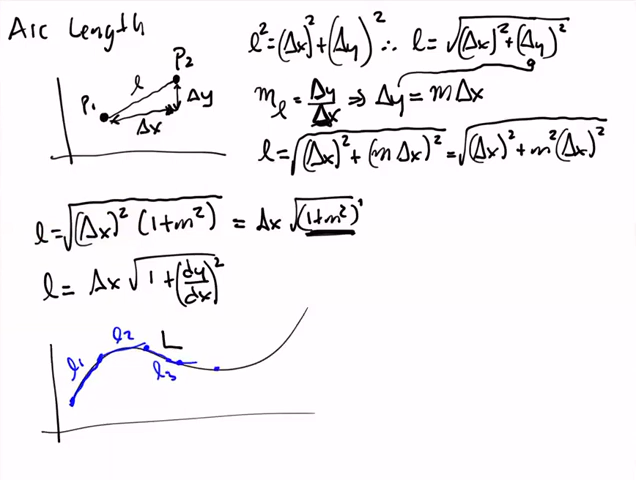 Arc Length
l² = (Δx)² + (Δy)² ∴ l = √((Δx)² + (Δy)²)
P₂
l
P₁
Δy
Δx
mₗ = Δy/Δx ⇒ Δy = mΔx
l = √((Δx)² + (mΔx)²) = √((Δx)² + m²(Δx)²)
l = √((Δx)² (1+m²)) = Δx √(1+m²)
l = Δx √(1 + (dy/dx)²)
l₁
l₂
L
l₃